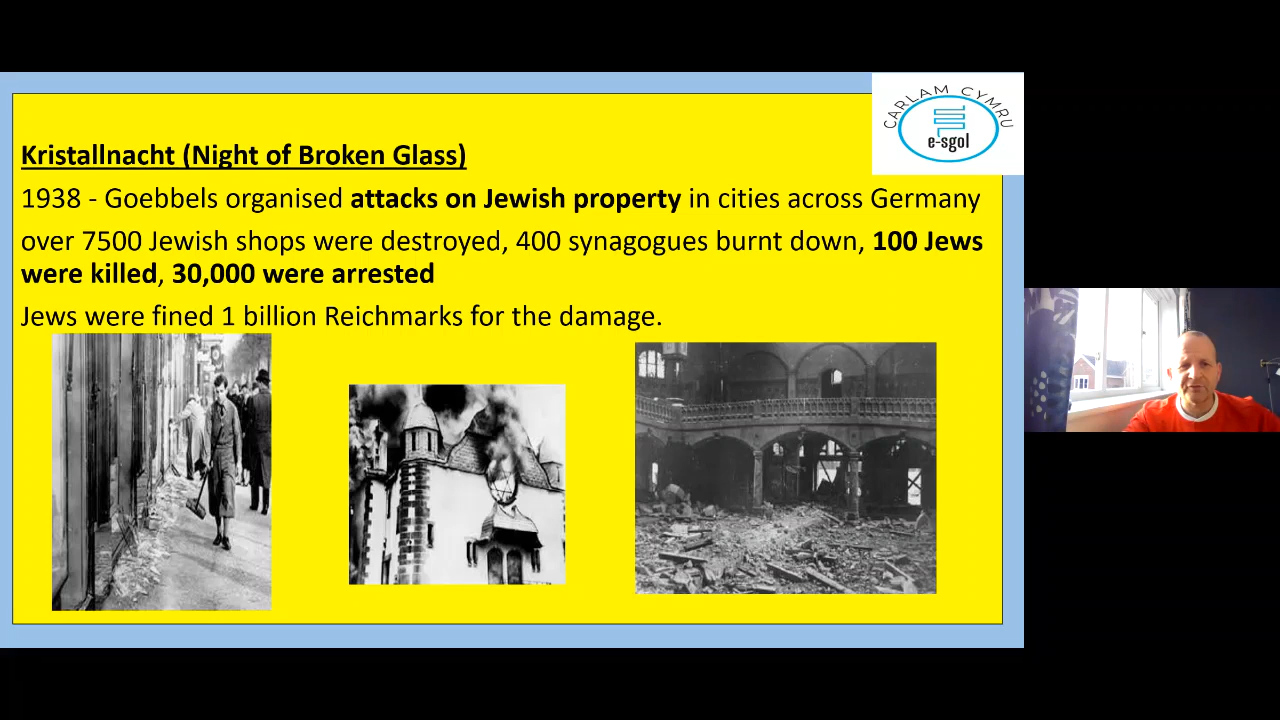 CARLAM CYMRU
e-sgol
Kristallnacht (Night of Broken Glass)
1938 - Goebbels organised attacks on Jewish property in cities across Germany
over 7500 Jewish shops were destroyed, 400 synagogues burnt down, 100 Jews
were killed, 30,000 were arrested
Jews were fined 1 billion Reichmarks for the damage.